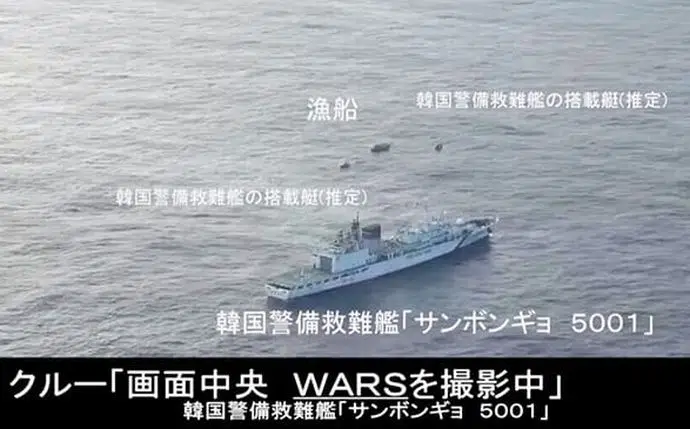 漁船
韓国警備救難艦の搭載艇(推定)
韓国警備救難艦の搭載艇(推定)
韓国警備救難艦「サンボンギョ　5001」
クルー「画面中央　WARSを撮影中」
韓国警備救難艦「サンボンギョ　5001」